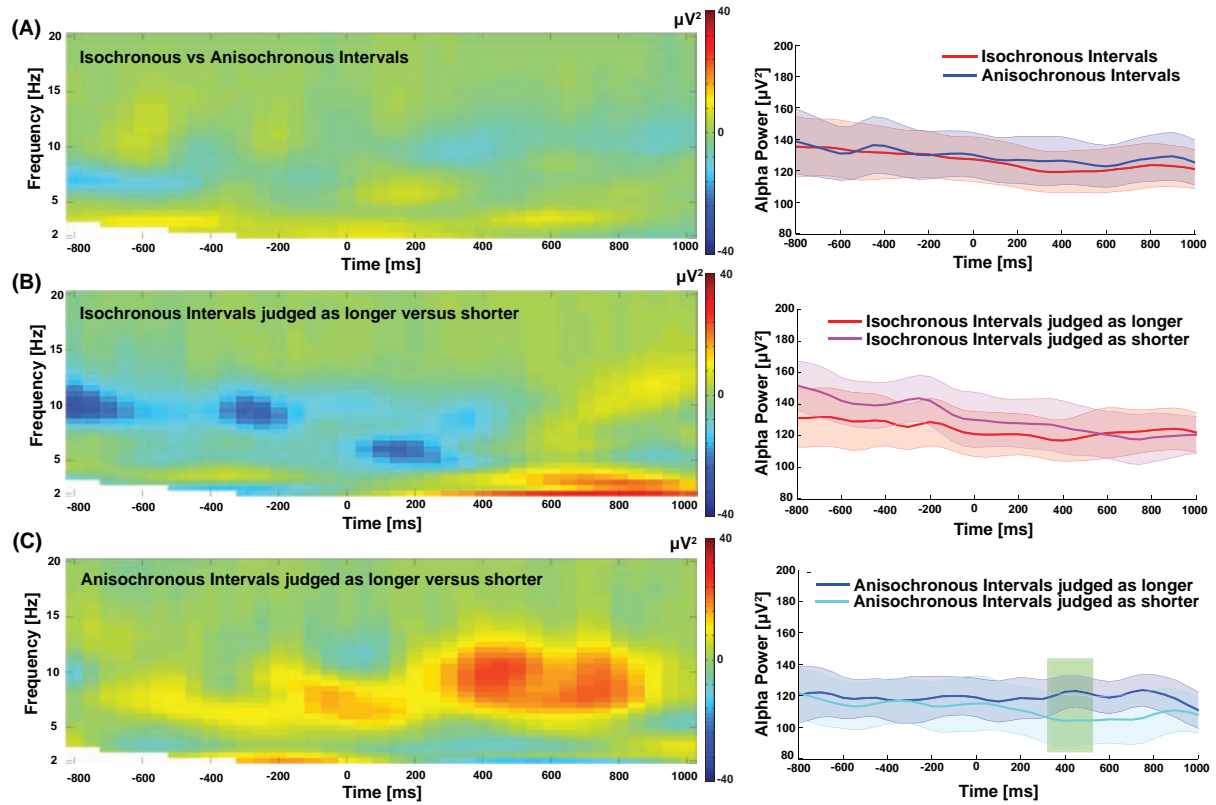 (A)
µV²
40
20
15
10
5
2
Frequency [Hz]
Isochronous vs Anisochronous Intervals
-800 -600 -400 -200 0 200 400 600 800 1000
Time [ms]
0
-40
200
180
160
140
120
100
80
Alpha Power [µV²]
Isochronous Intervals
Anisochronous Intervals
-800 -600 -400 -200 0 200 400 600 800 1000
Time [ms]
(B)
µV²
40
20
15
10
5
2
Frequency [Hz]
Isochronous Intervals judged as longer versus shorter
-800 -600 -400 -200 0 200 400 600 800 1000
Time [ms]
0
-40
200
180
160
140
120
100
80
Alpha Power [µV²]
Isochronous Intervals judged as longer
Isochronous Intervals judged as shorter
-800 -600 -400 -200 0 200 400 600 800 1000
Time [ms]
(C)
µV²
40
20
15
10
5
2
Frequency [Hz]
Anisochronous Intervals judged as longer versus shorter
-800 -600 -400 -200 0 200 400 600 800 1000
Time [ms]
0
-40
200
180
160
140
120
100
80
Alpha Power [µV²]
Anisochronous Intervals judged as longer
Anisochronous Intervals judged as shorter
-800 -600 -400 -200 0 200 400 600 800 1000
Time [ms]